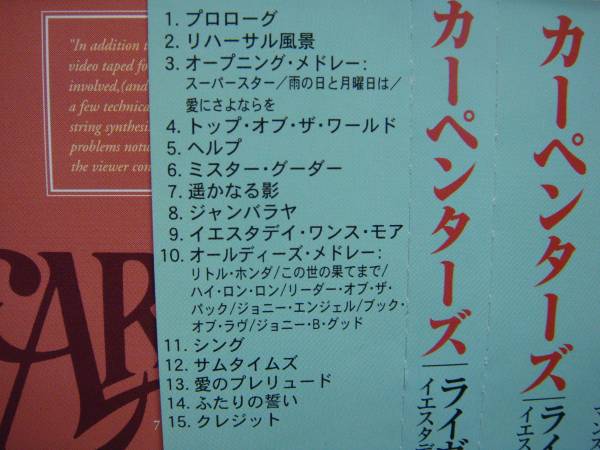 "In addition
video taped fo
involved,(and
a few technica
string synthesis
problems notw
the viewer con
CAR
7
1. プロローグ
2. リハーサル風景
3. オープニング・メドレー:
スーパースター/雨の日と月曜日は/
愛にさよならを
4. トップ・オブ・ザ・ワールド
5. ヘルプ
6. ミスター・グーダー
7. 遥かなる影
8. ジャンバラヤ
9. イエスタデイ・ワンス・モア
10. オールディーズ・メドレー:
リトル・ホンダ/この世の果てまで/
ハイ・ロン・ロン/リーダー・オブ・ザ・
パック/ジョニー・エンジェル/ブック・
オブ・ラヴ/ジョニー・B・グッド
11. シング
12. サムタイムズ
13. 愛のプレリュード
14. ふたりの誓い
15. クレジット
カーペンターズ
ライヴ
イエスタデ
カーペンターズ
ライ
イエス